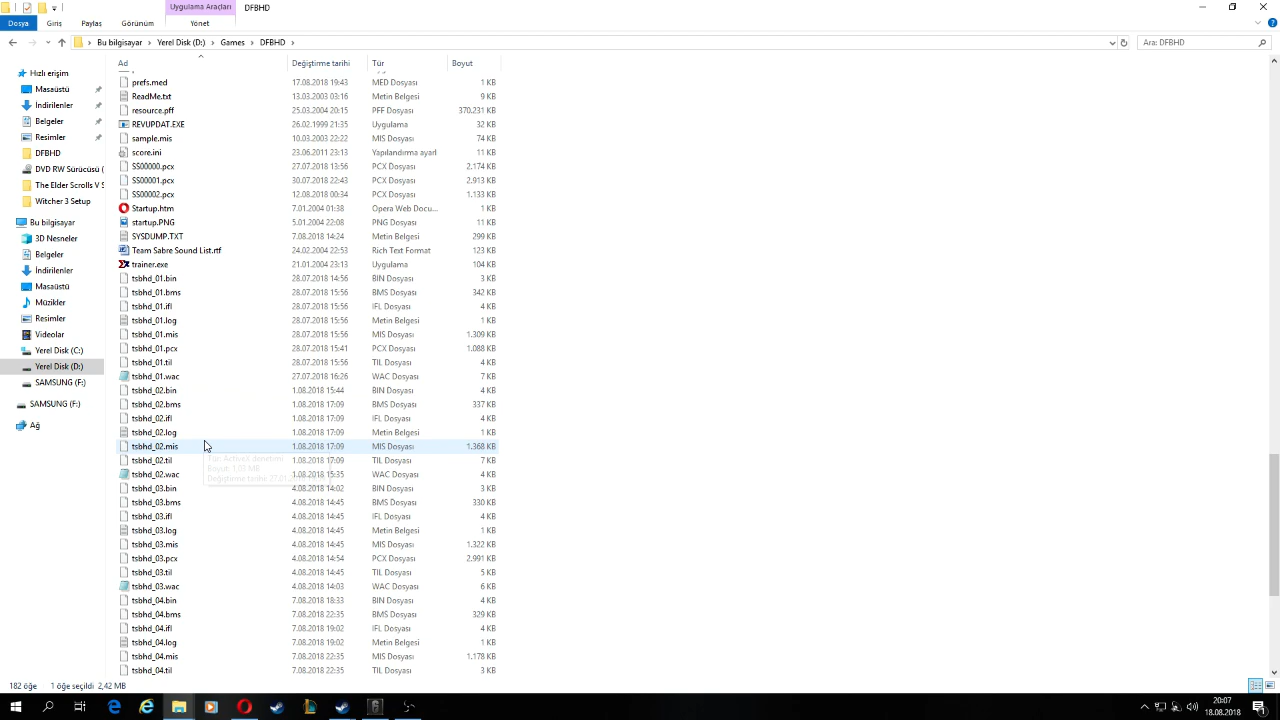 Uygulama Araçları DFBHD
Dosya Giriş Paylaş Görünüm Yönet
Bu bilgisayar Yerel Disk (D:) Games DFBHD Ara: DFBHD
Ad Değiştirme tarihi Tür Boyut
Hızlı erişim
Masaüstü
İndirilenler
Belgeler
Resimler
DFBHD
DVD RW Sürücüsü (
The Elder Scrolls V S
Witcher 3 Setup
Bu bilgisayar
3D Nesneler
Belgeler
İndirilenler
Masaüstü
Müzikler
Resimler
Videolar
Yerel Disk (C:)
Yerel Disk (D:)
SAMSUNG (F:)
SAMSUNG (F:)
Ağ
prefs.med 17.08.2018 19:43 MED Dosyası 1 KB
ReadMe.txt 13.03.2003 03:16 Metin Belgesi 9 KB
resource.pff 25.03.2004 20:15 PFF Dosyası 370.231 KB
REVUPDAT.EXE 26.02.1999 21:35 Uygulama 32 KB
sample.mis 10.03.2003 22:22 MIS Dosyası 74 KB
score.ini 23.06.2011 23:13 Yapılandırma ayarl 11 KB
SS00000.pcx 27.07.2018 13:56 PCX Dosyası 2.174 KB
SS00001.pcx 30.07.2018 22:43 PCX Dosyası 2.913 KB
SS00002.pcx 12.08.2018 00:34 PCX Dosyası 1.133 KB
Startup.htm 7.01.2004 01:38 Opera Web Docu... 1 KB
startup.PNG 5.01.2004 22:08 PNG Dosyası 11 KB
SYSDUMP.TXT 7.08.2018 14:24 Metin Belgesi 299 KB
Team Sabre Sound List.rtf 24.02.2004 22:53 Rich Text Format 123 KB
trainer.exe 21.01.2004 23:13 Uygulama 104 KB
tsbhd_01.bin 28.07.2018 14:56 BIN Dosyası 3 KB
tsbhd_01.bms 28.07.2018 15:56 BMS Dosyası 342 KB
tsbhd_01.ifl 28.07.2018 15:56 IFL Dosyası 4 KB
tsbhd_01.log 28.07.2018 15:56 Metin Belgesi 1 KB
tsbhd_01.mis 28.07.2018 15:56 MIS Dosyası 1.309 KB
tsbhd_01.pcx 28.07.2018 15:41 PCX Dosyası 1.088 KB
tsbhd_01.til 28.07.2018 15:56 TIL Dosyası 4 KB
tsbhd_01.wac 27.07.2018 16:26 WAC Dosyası 7 KB
tsbhd_02.bin 1.08.2018 15:44 BIN Dosyası 4 KB
tsbhd_02.bms 1.08.2018 17:09 BMS Dosyası 337 KB
tsbhd_02.ifl 1.08.2018 17:09 IFL Dosyası 4 KB
tsbhd_02.log 1.08.2018 17:09 Metin Belgesi 1 KB
tsbhd_02.mis 1.08.2018 17:09 MIS Dosyası 1.368 KB
tsbhd_02.til 1.08.2018 17:09 TIL Dosyası 7 KB
tsbhd_02.wac 1.08.2018 15:35 WAC Dosyası 4 KB
Tür: ActiveX denetimi
Boyut: 1,01 MB
Değiştirme tarihi: 27.01.
tsbhd_03.bin 4.08.2018 14:02 BIN Dosyası 3 KB
tsbhd_03.bms 4.08.2018 14:45 BMS Dosyası 330 KB
tsbhd_03.ifl 4.08.2018 14:45 IFL Dosyası 4 KB
tsbhd_03.log 4.08.2018 14:45 Metin Belgesi 1 KB
tsbhd_03.mis 4.08.2018 14:45 MIS Dosyası 1.322 KB
tsbhd_03.pcx 4.08.2018 14:54 PCX Dosyası 2.991 KB
tsbhd_03.til 4.08.2018 14:45 TIL Dosyası 5 KB
tsbhd_03.wac 4.08.2018 14:03 WAC Dosyası 6 KB
tsbhd_04.bin 7.08.2018 18:33 BIN Dosyası 4 KB
tsbhd_04.bms 7.08.2018 22:35 BMS Dosyası 329 KB
tsbhd_04.ifl 7.08.2018 19:02 IFL Dosyası 4 KB
tsbhd_04.log 7.08.2018 19:02 Metin Belgesi 1 KB
tsbhd_04.mis 7.08.2018 22:35 MIS Dosyası 1.178 KB
tsbhd_04.til 7.08.2018 22:35 TIL Dosyası 3 KB
182 öğe 1 öğe seçildi 2,42 MB
20:07
18.08.2018